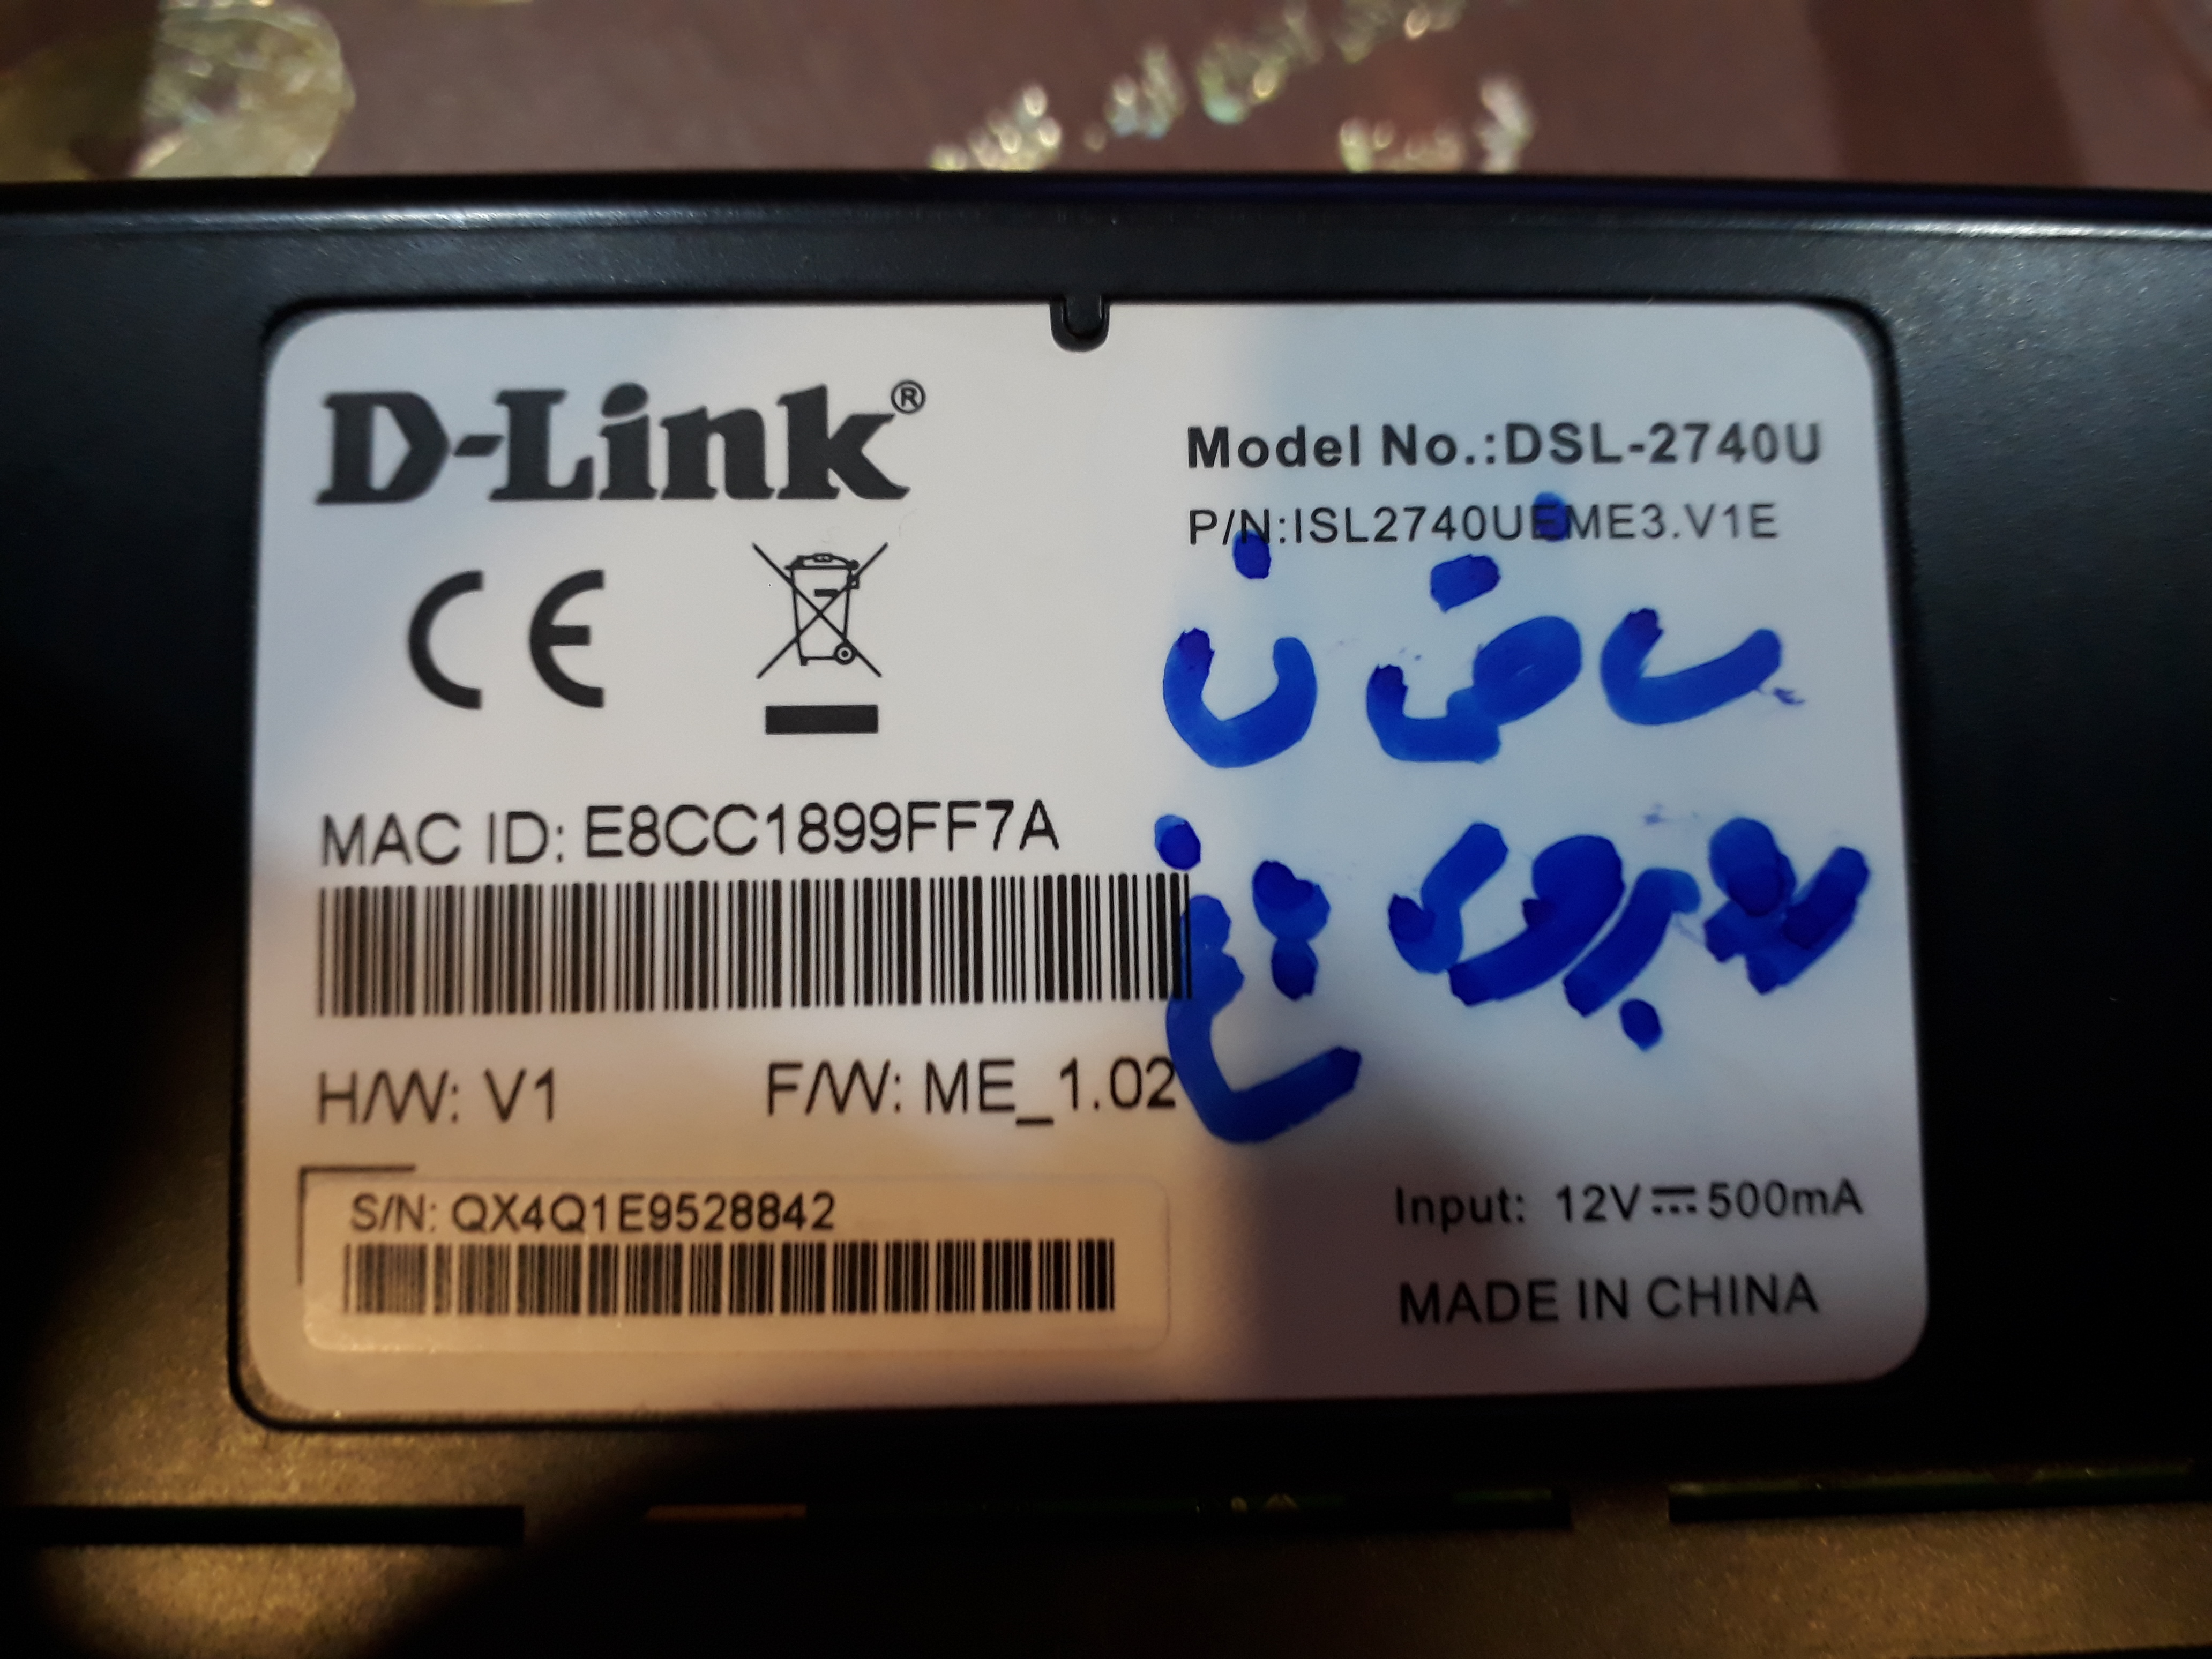 D-Link®
Model No.:DSL-2740U
P/N:ISL2740UEME3.V1E
CE
MAC ID: E8CC1899FF7A
H/W: V1 F/W: ME_1.02
S/N: QX4Q1E9528842
Input: 12V⎓500mA
MADE IN CHINA